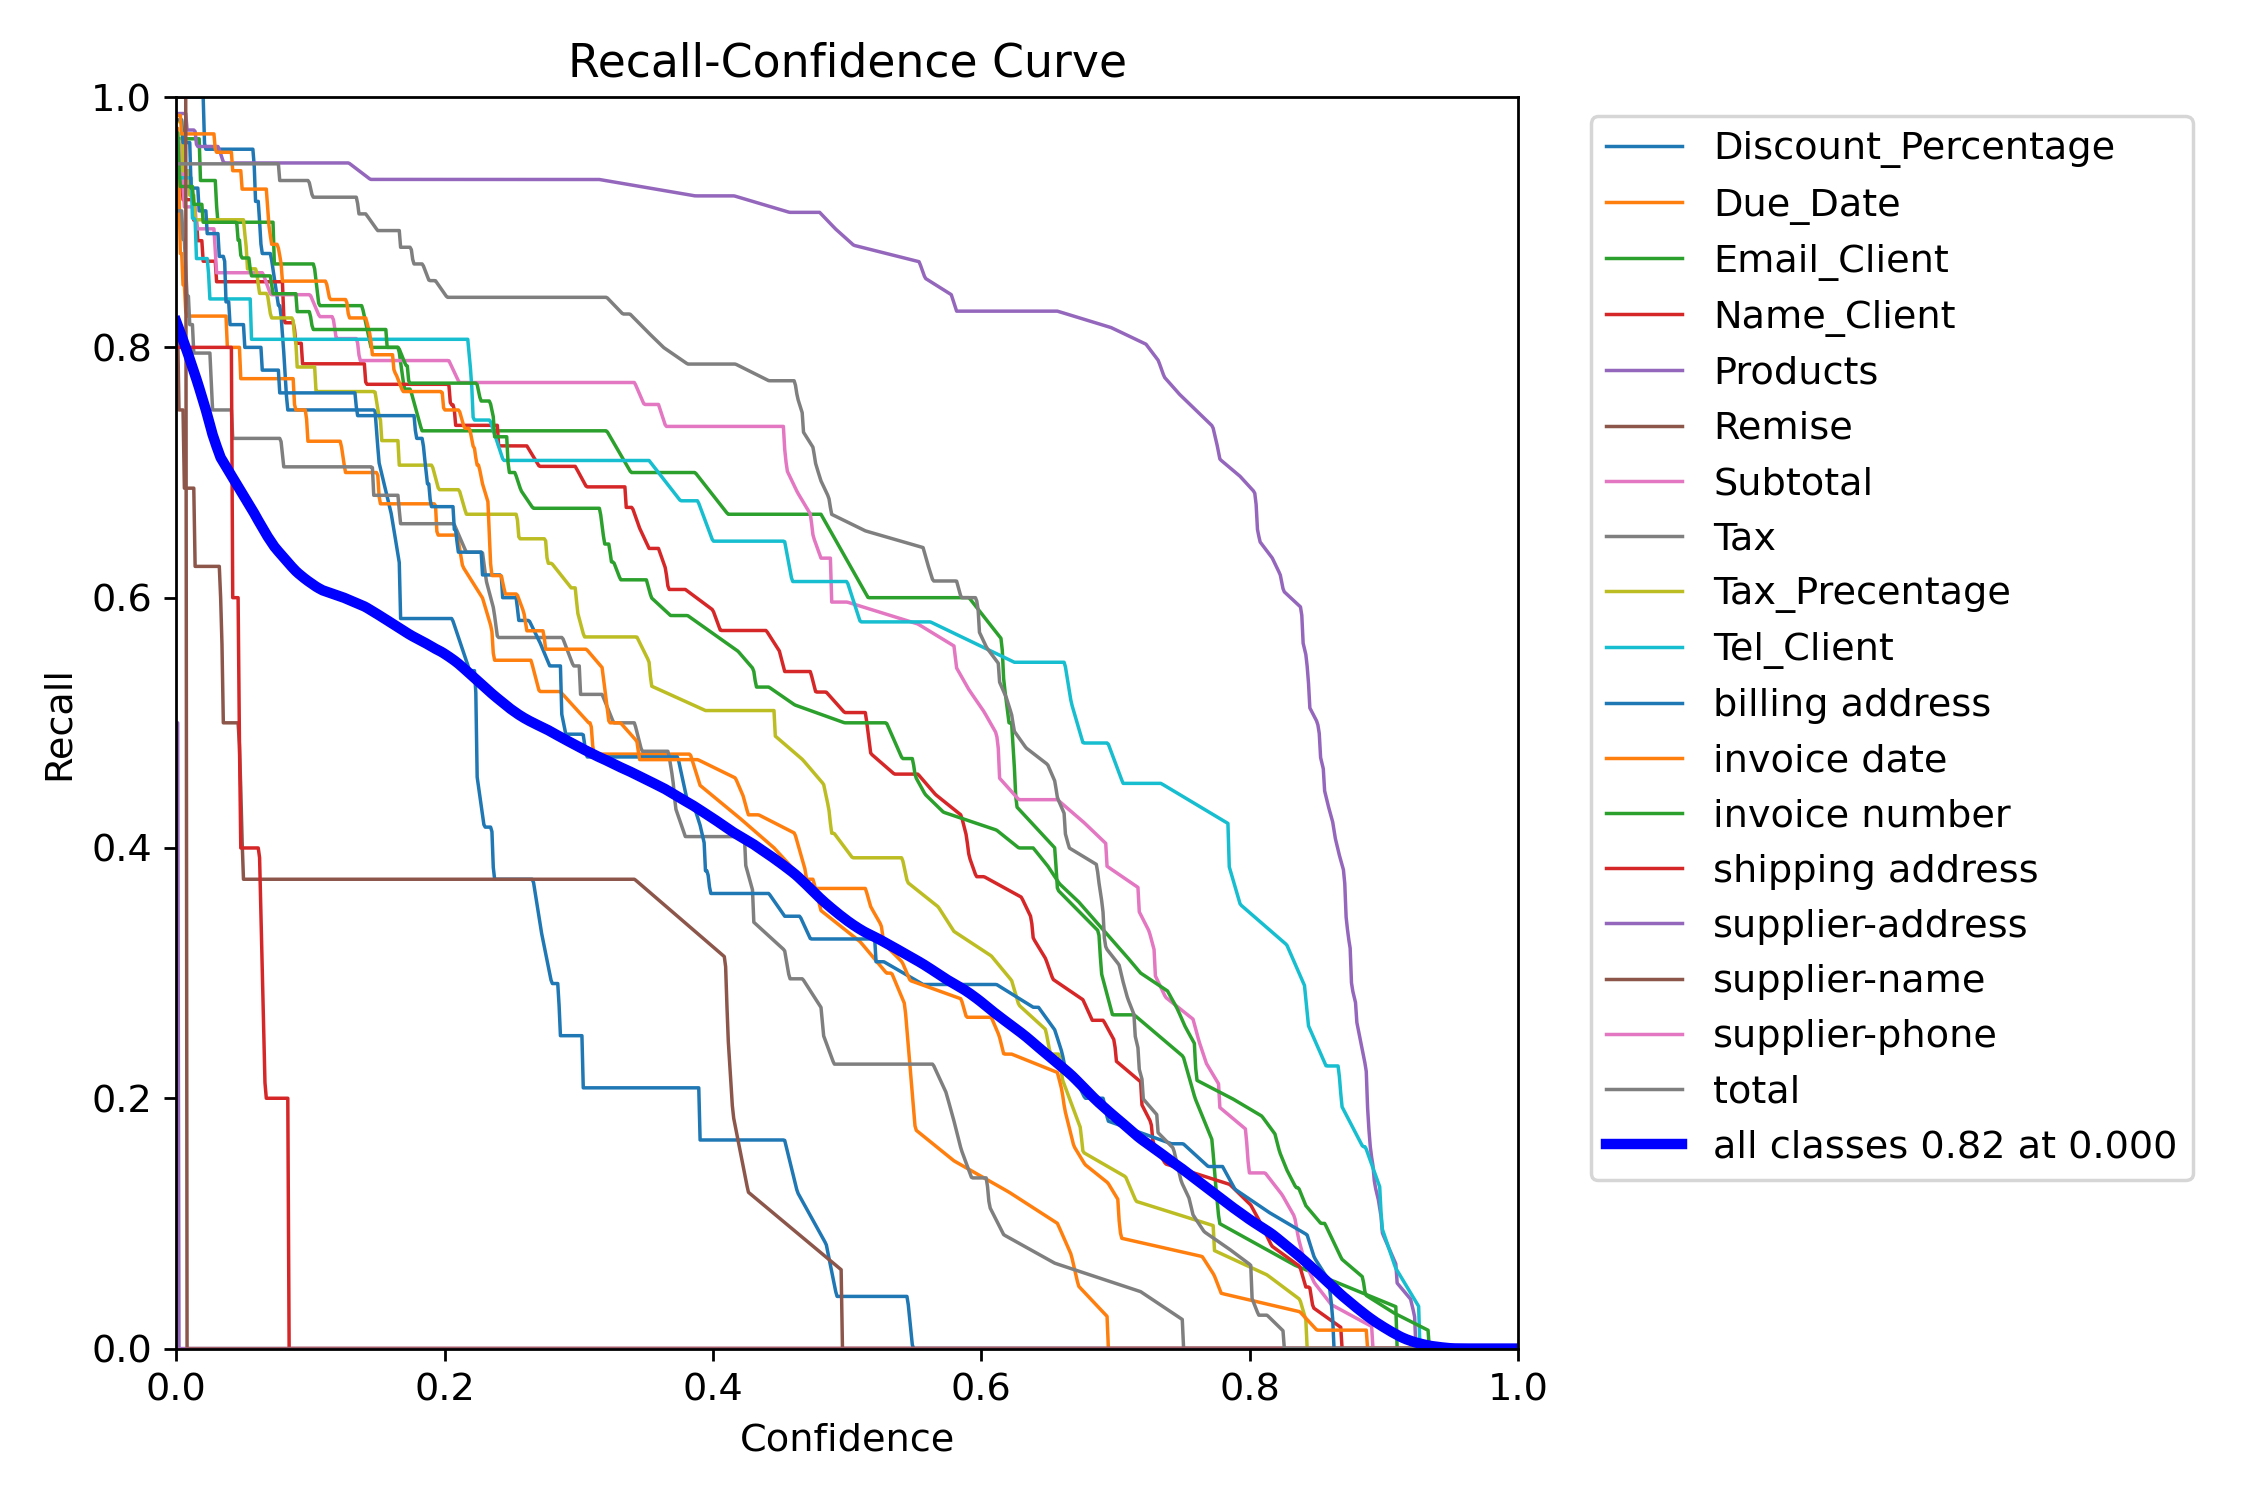 Recall-Confidence Curve
1.0
0.8
0.6
0.4
0.2
0.0
Recall
0.0
0.2
0.4
0.6
0.8
1.0
Confidence
Discount_Percentage
Due_Date
Email_Client
Name_Client
Products
Remise
Subtotal
Tax
Tax_Precentage
Tel_Client
billing address
invoice date
invoice number
shipping address
supplier-address
supplier-name
supplier-phone
total
all classes 0.82 at 0.000